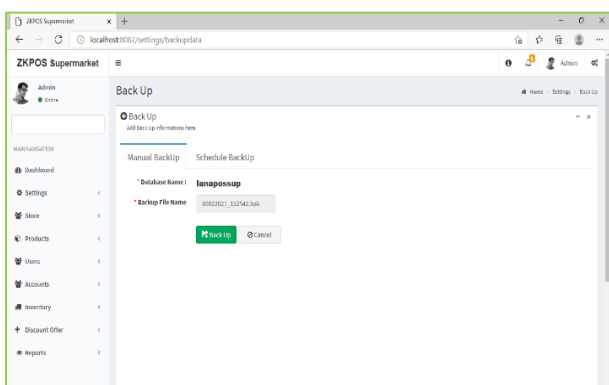 ZKPOS Supermarket
localhost:8082/settings/backupdata
ZKPOS Supermarket
Admin
Admin
Online
Back Up
Home > Settings > Back Up
Back Up
Add Back Up informations here.
MAIN NAVIGATION
Manual BackUp Schedule BackUp
Dashboard
* Database Name : lanapossup
Settings
* Backup File Name
Store
Back Up Cancel
Products
Users
Accounts
Inventory
Discount Offer
Reports